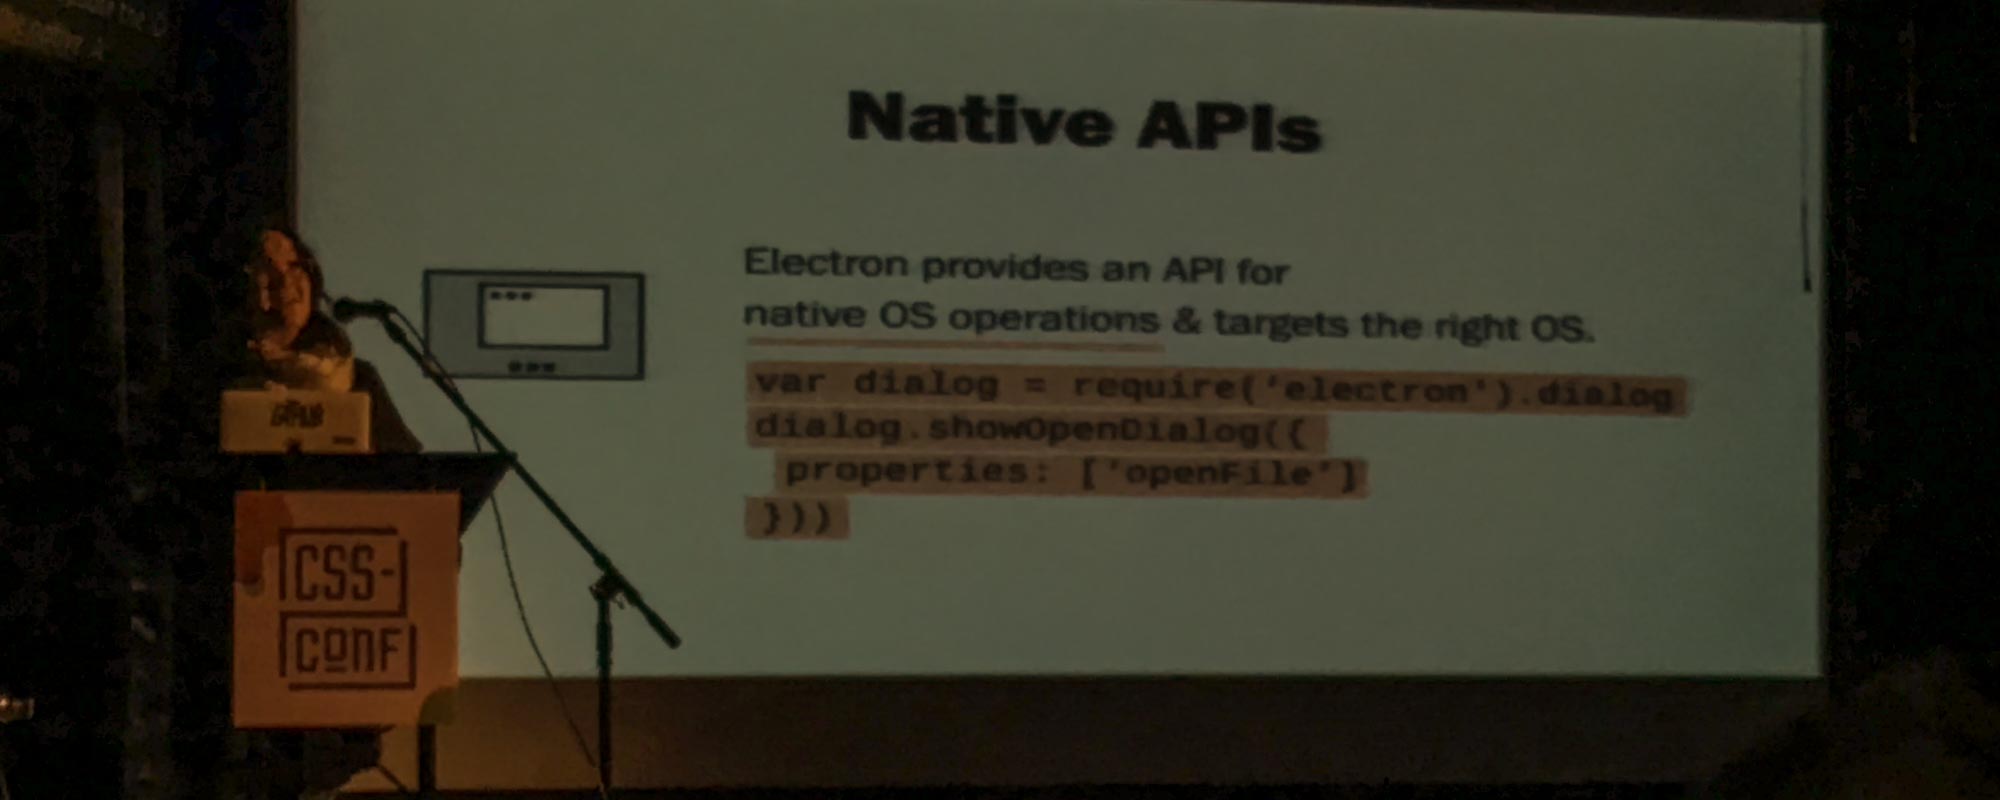 Native APIs
Electron provides an API for
native OS operations & targets the right OS.
var dialog = require('electron').dialog
dialog.showOpenDialog({
properties: ['openFile']
}))
GitHub
CSS-
CONF